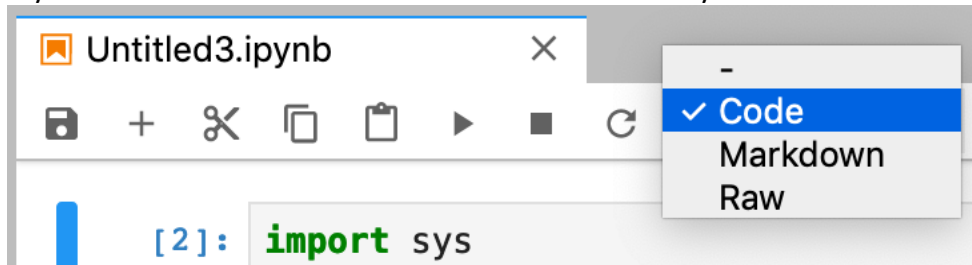 Untitled3.ipynb
-
Code
Markdown
Raw
[2]: import sys